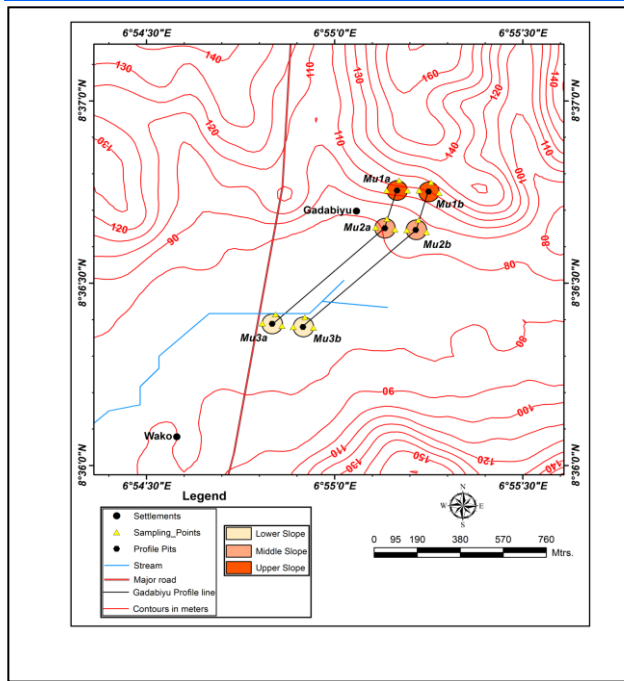 6°54'30"E 6°55'0"E 6°55'30"E
8°37'0"N
8°37'0"N
130
140
110
160
140
130
120
120
110
140
130
100
Mu1a
Mu1b
120
Gadabiyu
Mu2a
Mu2b
90
80
80
8°36'30"N
8°36'30"N
Mu3a
Mu3b
80
90
100
Wako
110
120
130
150
140
8°36'0"N
8°36'0"N
6°54'30"E 6°55'0"E 6°55'30"E
Legend
Settlements
Sampling_Points
Profile Pits
Stream
Major road
Gadabiyu Profile line
Contours in meters
Lower Slope
Middle Slope
Upper Slope
N
W E
S
0 95 190 380 570 760
Mtrs.